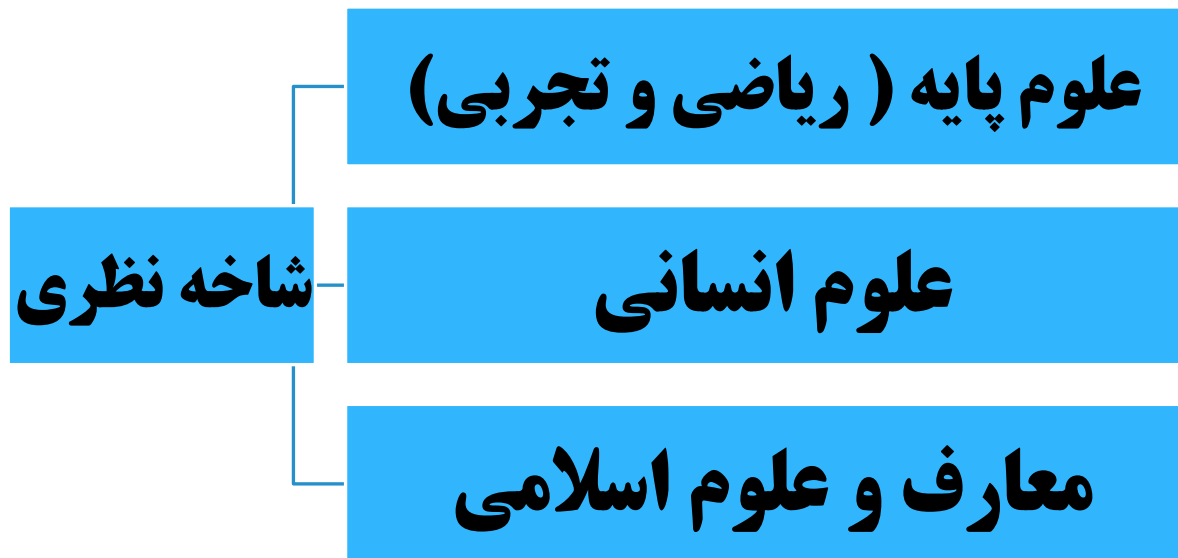 علوم پایه ( ریاضی و تجربی)
شاخه نظری
علوم انسانی
معارف و علوم اسلامی